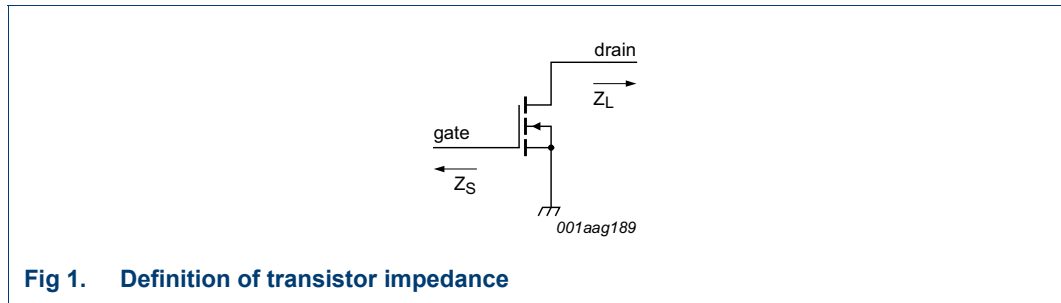 drain
Z_L
gate
Z_S
001aag189
Fig 1. Definition of transistor impedance